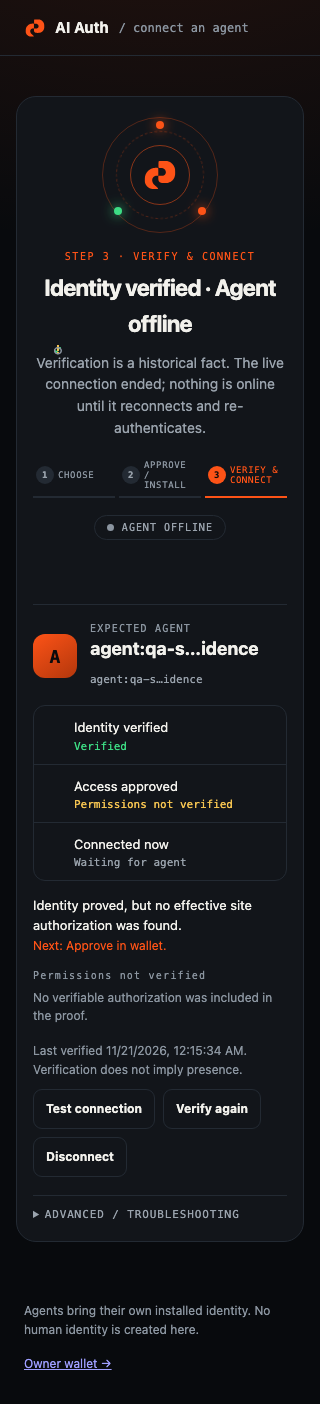 AI Auth / connect an agent
STEP 3 · VERIFY & CONNECT
Identity verified · Agent
offline
Verification is a historical fact. The live
connection ended; nothing is online
until it reconnects and re-
authenticates.
1 CHOOSE
2 APPROVE
/
INSTALL
3 VERIFY &
CONNECT
AGENT OFFLINE
EXPECTED AGENT
A
agent:qa-s...idence
agent:qa-s…idence
Identity verified
Verified
Access approved
Permissions not verified
Connected now
Waiting for agent
Identity proved, but no effective site
authorization was found.
Next: Approve in wallet.
Permissions not verified
No verifiable authorization was included in
the proof.
Last verified 11/21/2026, 12:15:34 AM.
Verification does not imply presence.
Test connection Verify again
Disconnect
▶ ADVANCED / TROUBLESHOOTING
Agents bring their own installed identity. No
human identity is created here.
Owner wallet →